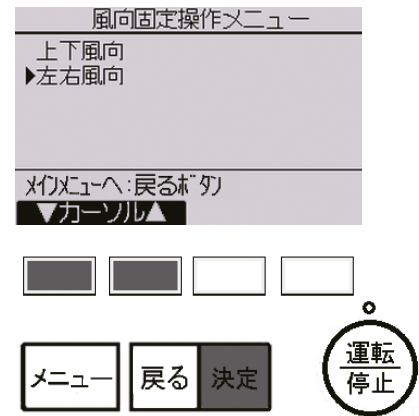 風向固定操作メニュー
上下風向
▶左右風向
ﾒｲﾝﾒﾆｭｰへ:戻るﾎﾞﾀﾝ
▼カーソル▲
メニュー
戻る 決定
運転
停止